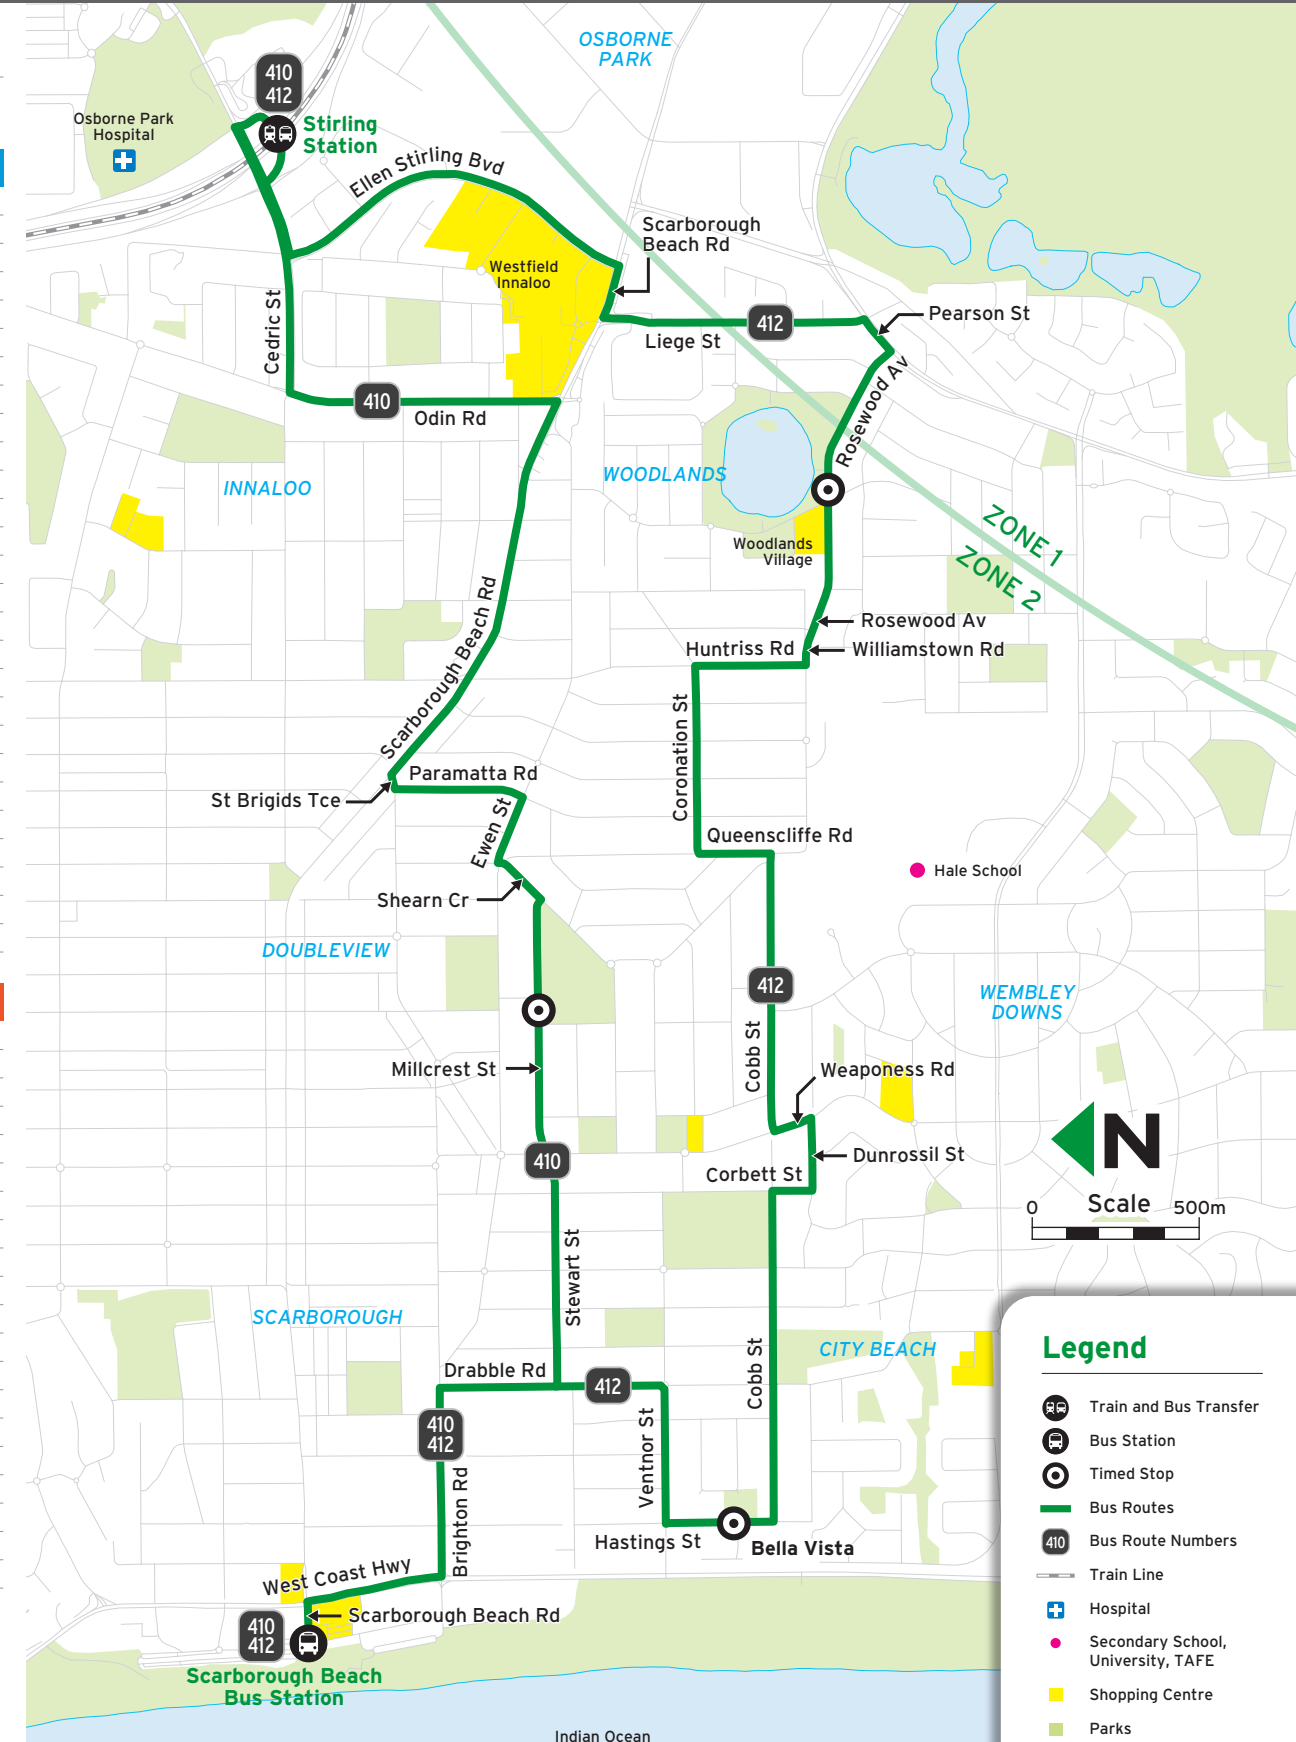 OSBORNE
PARK
410
412
Osborne Park
Hospital
Stirling
Station
Ellen Stirling Bvd
Scarborough
Beach Rd
Westfield
Innaloo
Cedric St
412
Pearson St
Liege St
410
Odin Rd
Rosewood Av
INNALOO
WOODLANDS
ZONE 1
ZONE 2
Woodlands
Village
Scarborough Beach Rd
Rosewood Av
Huntriss Rd
Williamstown Rd
Coronation St
Paramatta Rd
St Brigids Tce
Ewen St
Queenscliffe Rd
Hale School
Shearn Cr
DOUBLEVIEW
412
WEMBLEY
DOWNS
Cobb St
Millcrest St
Weaponess Rd
N
410
Dunrossil St
Corbett St
Scale
0
500m
Stewart St
SCARBOROUGH
CITY BEACH
Cobb St
Drabble Rd
412
410
412
Ventnor St
Brighton Rd
Hastings St
Bella Vista
West Coast Hwy
Scarborough Beach Rd
410
412
Scarborough Beach
Bus Station
Indian Ocean
Legend
Train and Bus Transfer
Bus Station
Timed Stop
Bus Routes
410
Bus Route Numbers
Train Line
Hospital
Secondary School,
University, TAFE
Shopping Centre
Parks